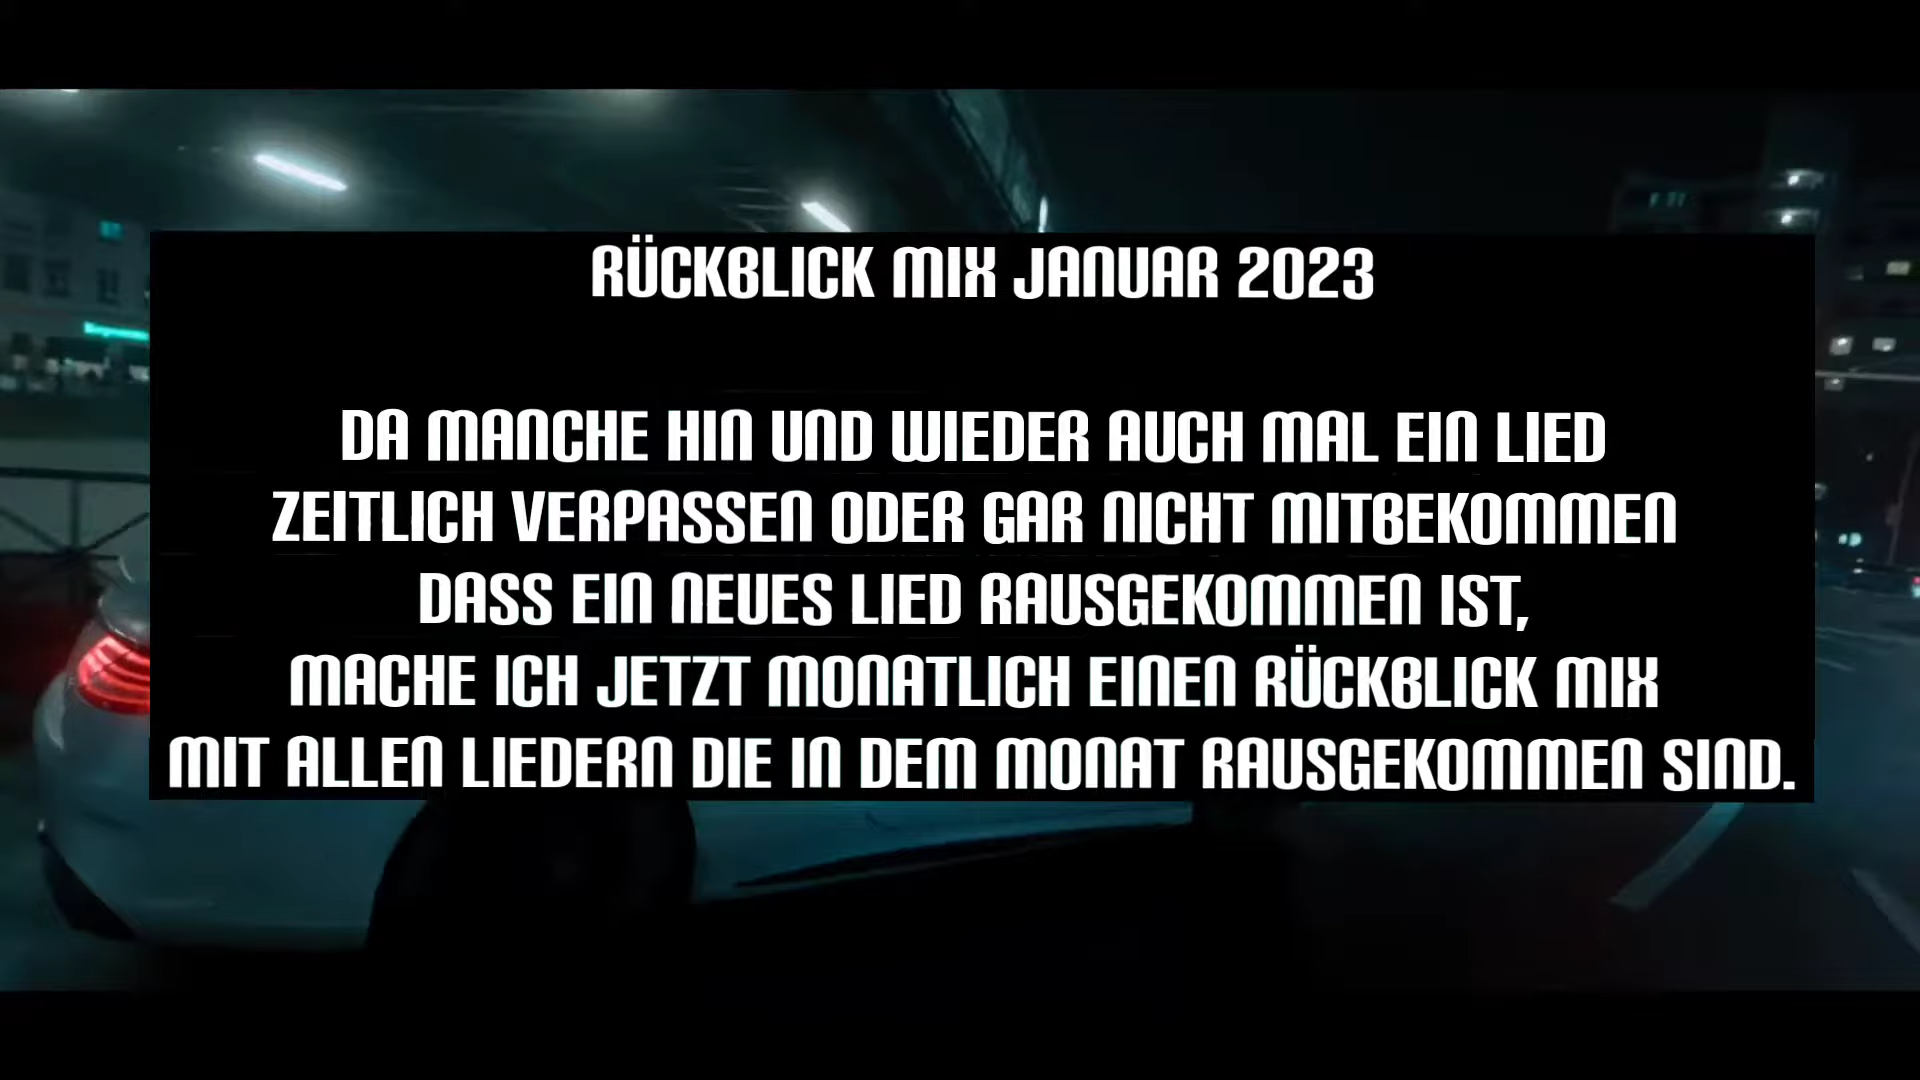 RÜCKBLICK MIX JANUAR 2023
DA MANCHE HIN UND WIEDER AUCH MAL EIN LIED
ZEITLICH VERPASSEN ODER GAR NICHT MITBEKOMMEN
DASS EIN NEUES LIED RAUSGEKOMMEN IST,
MACHE ICH JETZT MONATLICH EINEN RÜCKBLICK MIX
MIT ALLEN LIEDERN DIE IN DEM MONAT RAUSGEKOMMEN SIND.